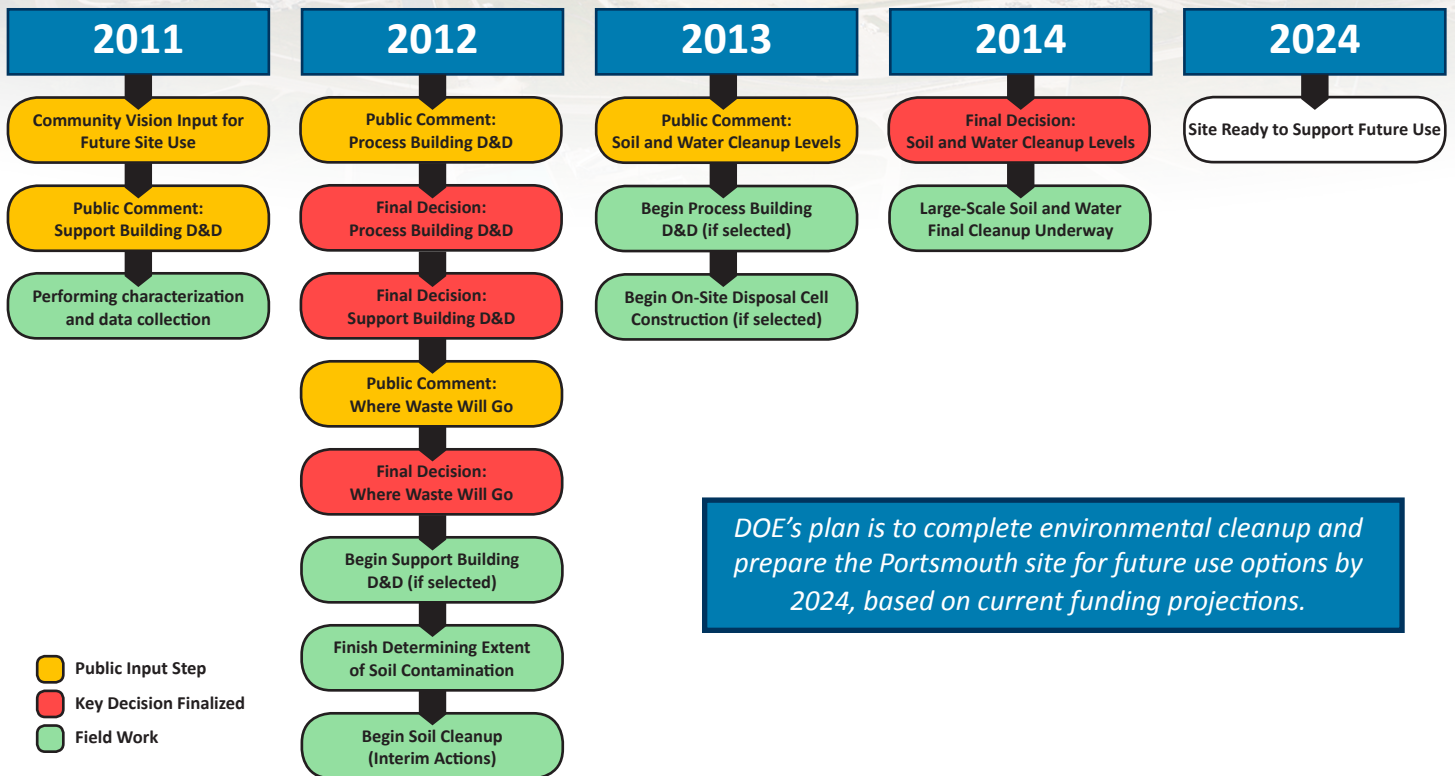 2011
Community Vision Input for
Future Site Use
Public Comment:
Support Building D&D
Performing characterization
and data collection
2012
Public Comment:
Process Building D&D
Final Decision:
Process Building D&D
Final Decision:
Support Building D&D
Public Comment:
Where Waste Will Go
Final Decision:
Where Waste Will Go
Begin Support Building
D&D (if selected)
Finish Determining Extent
of Soil Contamination
Begin Soil Cleanup
(Interim Actions)
2013
Public Comment:
Soil and Water Cleanup Levels
Begin Process Building
D&D (if selected)
Begin On-Site Disposal Cell
Construction (if selected)
2014
Final Decision:
Soil and Water Cleanup Levels
Large-Scale Soil and Water
Final Cleanup Underway
2024
Site Ready to Support Future Use
DOE's plan is to complete environmental cleanup and
prepare the Portsmouth site for future use options by
2024, based on current funding projections.
Public Input Step
Key Decision Finalized
Field Work